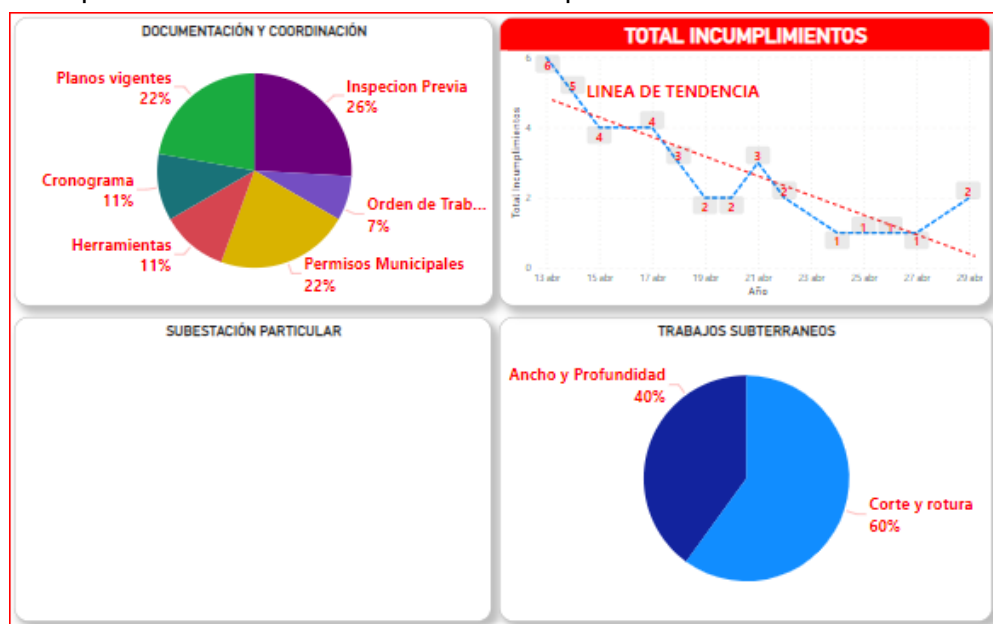 DOCUMENTACIÓN Y COORDINACIÓN
Planos vigentes
22%
Inspecion Previa
26%
Cronograma
11%
Orden de Trab...
7%
Herramientas
11%
Permisos Municipales
22%
TOTAL INCUMPLIMIENTOS
LINEA DE TENDENCIA
Total Incumplimientos
6
4
2
0
6
5
4
4
3
2
2
3
2
1
1
1
1
2
13 abr
15 abr
17 abr
19 abr
21 abr
23 abr
25 abr
27 abr
29 abr
Año
SUBESTACIÓN PARTICULAR
TRABAJOS SUBTERRANEOS
Ancho y Profundidad
40%
Corte y rotura
60%